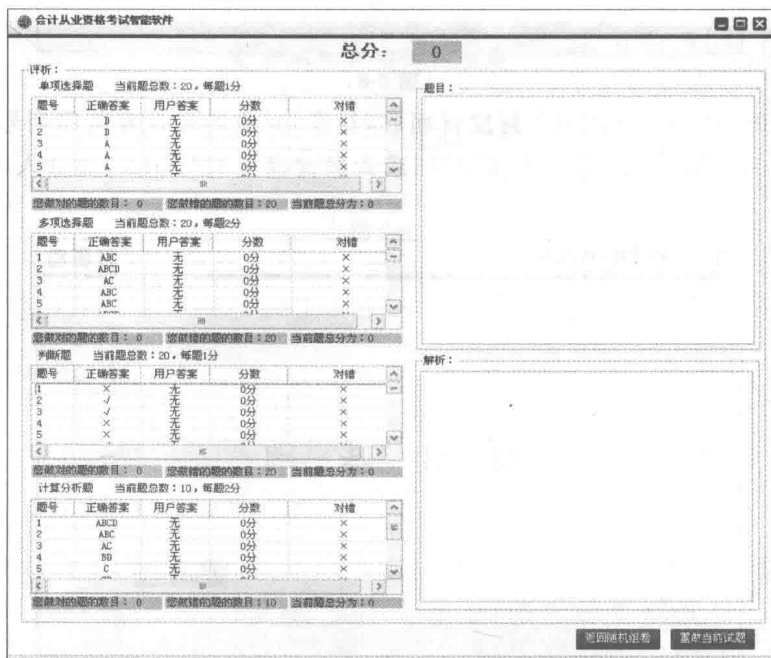 会计从业资格考试智能软件
总分： 0
评析：
单项选择题 当前题总数：20，每题1分
题号 正确答案 用户答案 分数 对错
1 D 无 0分 ×
2 D 无 0分 ×
3 A 无 0分 ×
4 A 无 0分 ×
5 A 无 0分 ×
您做对的题的数目： 0 您做错的题的数目：20 当前题总分为：0
多项选择题 当前题总数：20，每题2分
题号 正确答案 用户答案 分数 对错
1 ABC 无 0分 ×
2 ABCD 无 0分 ×
3 AC 无 0分 ×
4 ABC 无 0分 ×
5 ABC 无 0分 ×
您做对的题的数目： 0 您做错的题的数目：20 当前题总分为：0
判断题 当前题总数：20，每题1分
题号 正确答案 用户答案 分数 对错
1 × 无 0分 ×
2 √ 无 0分 ×
3 √ 无 0分 ×
4 × 无 0分 ×
5 × 无 0分 ×
您做对的题的数目： 0 您做错的题的数目：20 当前题总分为：0
计算分析题 当前题总数：10，每题2分
题号 正确答案 用户答案 分数 对错
1 ABCD 无 0分 ×
2 ABC 无 0分 ×
3 AC 无 0分 ×
4 BD 无 0分 ×
5 C 无 0分 ×
您做对的题的数目： 0 您做错的题的数目：10 当前题总分为：0
题目：
解析：
返回随机组卷 重做当前试题